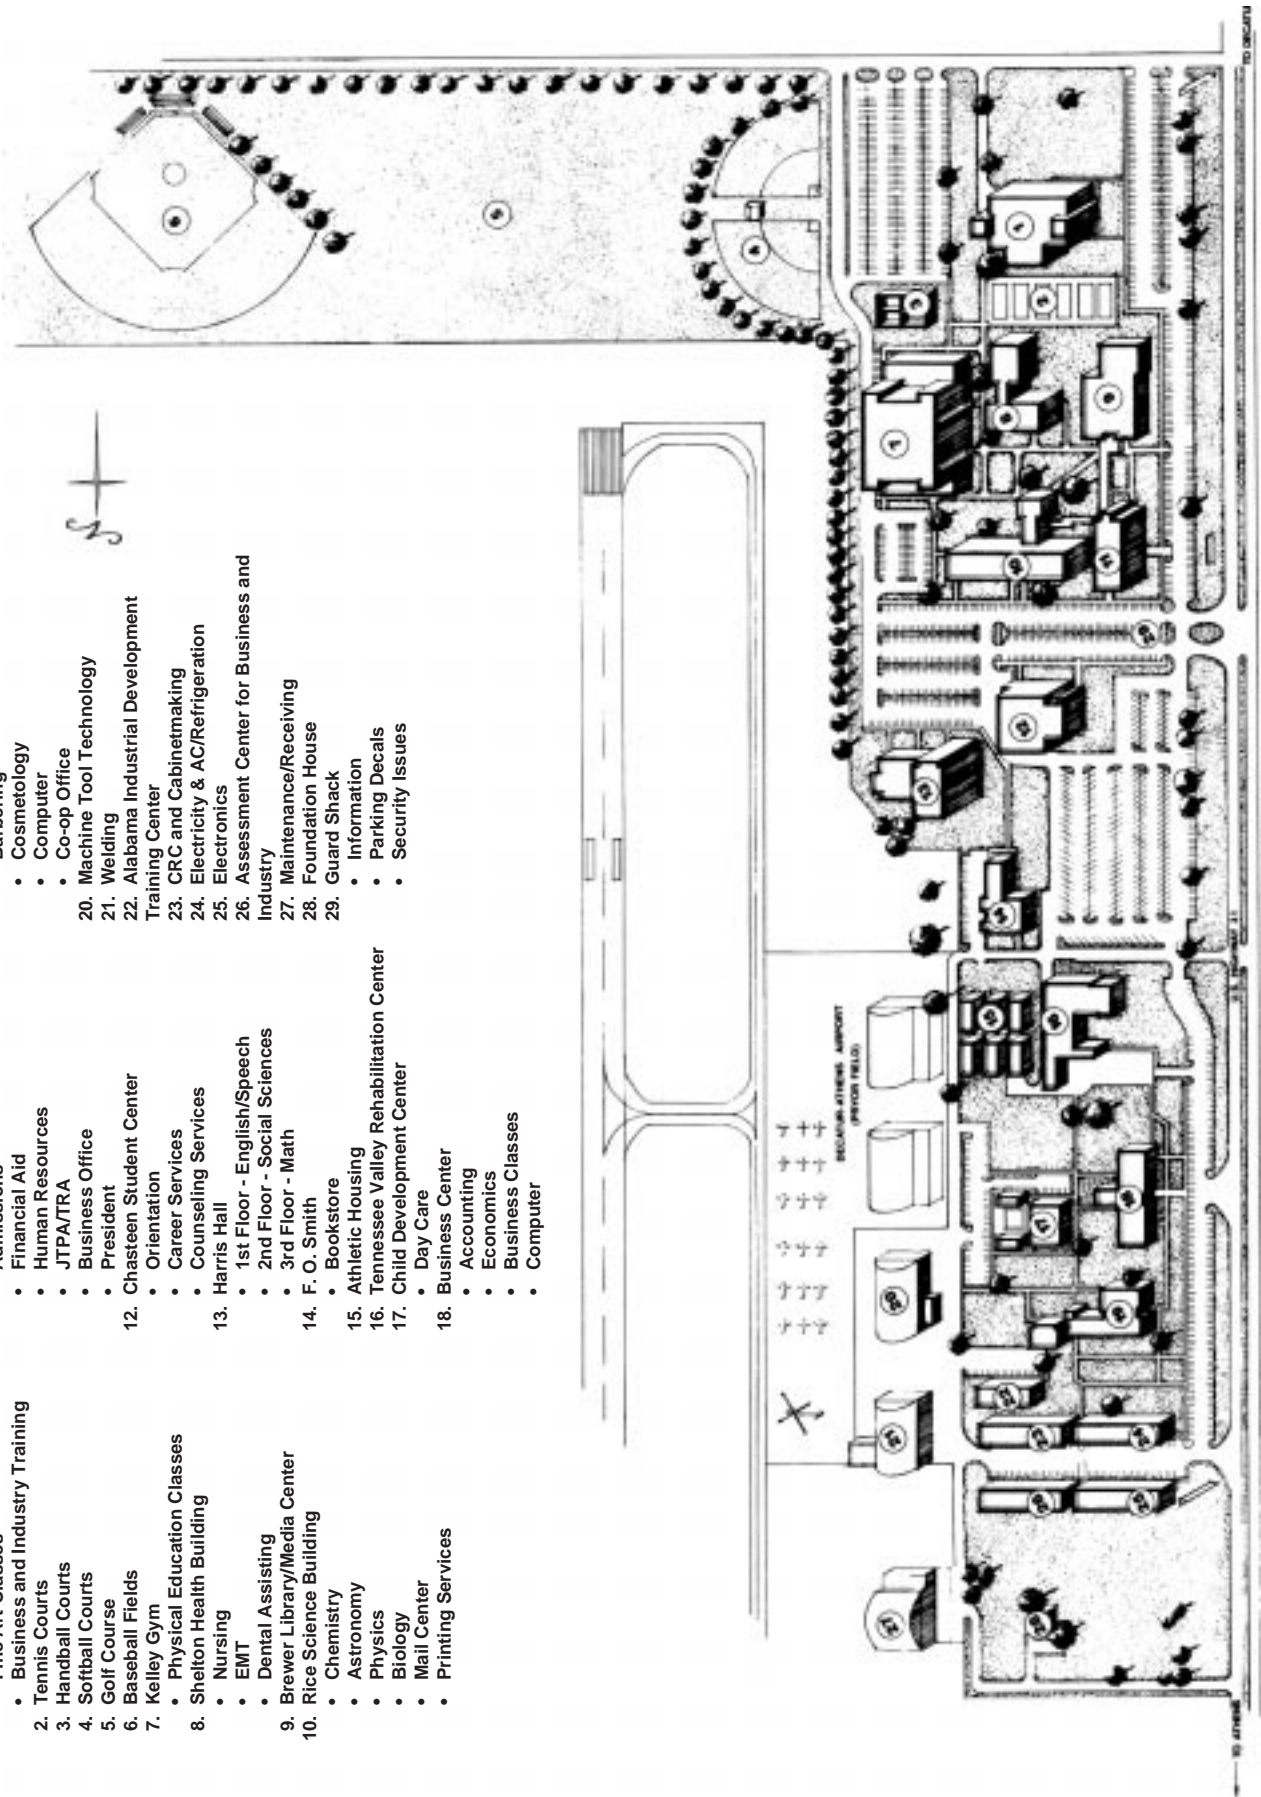 • Business and Industry Training
2. Tennis Courts
3. Handball Courts
4. Softball Courts
5. Golf Course
6. Baseball Fields
7. Kelley Gym
• Physical Education Classes
8. Shelton Health Building
• Nursing
• EMT
• Dental Assisting
9. Brewer Library/Media Center
10. Rice Science Building
• Chemistry
• Astronomy
• Physics
• Biology
• Mail Center
• Printing Services
• Financial Aid
• Human Resources
• JTPA/TRA
• Business Office
• President
12. Chasteen Student Center
• Orientation
• Career Services
• Counseling Services
13. Harris Hall
• 1st Floor - English/Speech
• 2nd Floor - Social Sciences
• 3rd Floor - Math
14. F. O. Smith
• Bookstore
15. Athletic Housing
16. Tennessee Valley Rehabilitation Center
17. Child Development Center
• Day Care
18. Business Center
• Accounting
• Economics
• Business Classes
• Computer
Barbering
• Cosmetology
• Computer
• Co-op Office
20. Machine Tool Technology
21. Welding
22. Alabama Industrial Development
Training Center
23. CRC and Cabinetmaking
24. Electricity & AC/Refrigeration
25. Electronics
26. Assessment Center for Business and
Industry
27. Maintenance/Receiving
28. Foundation House
29. Guard Shack
• Information
• Parking Decals
• Security Issues
N
DECATUR-ATHENS AIRPORT
(PRYOR FIELD)
U.S. HIGHWAY 31
TO ATHENS